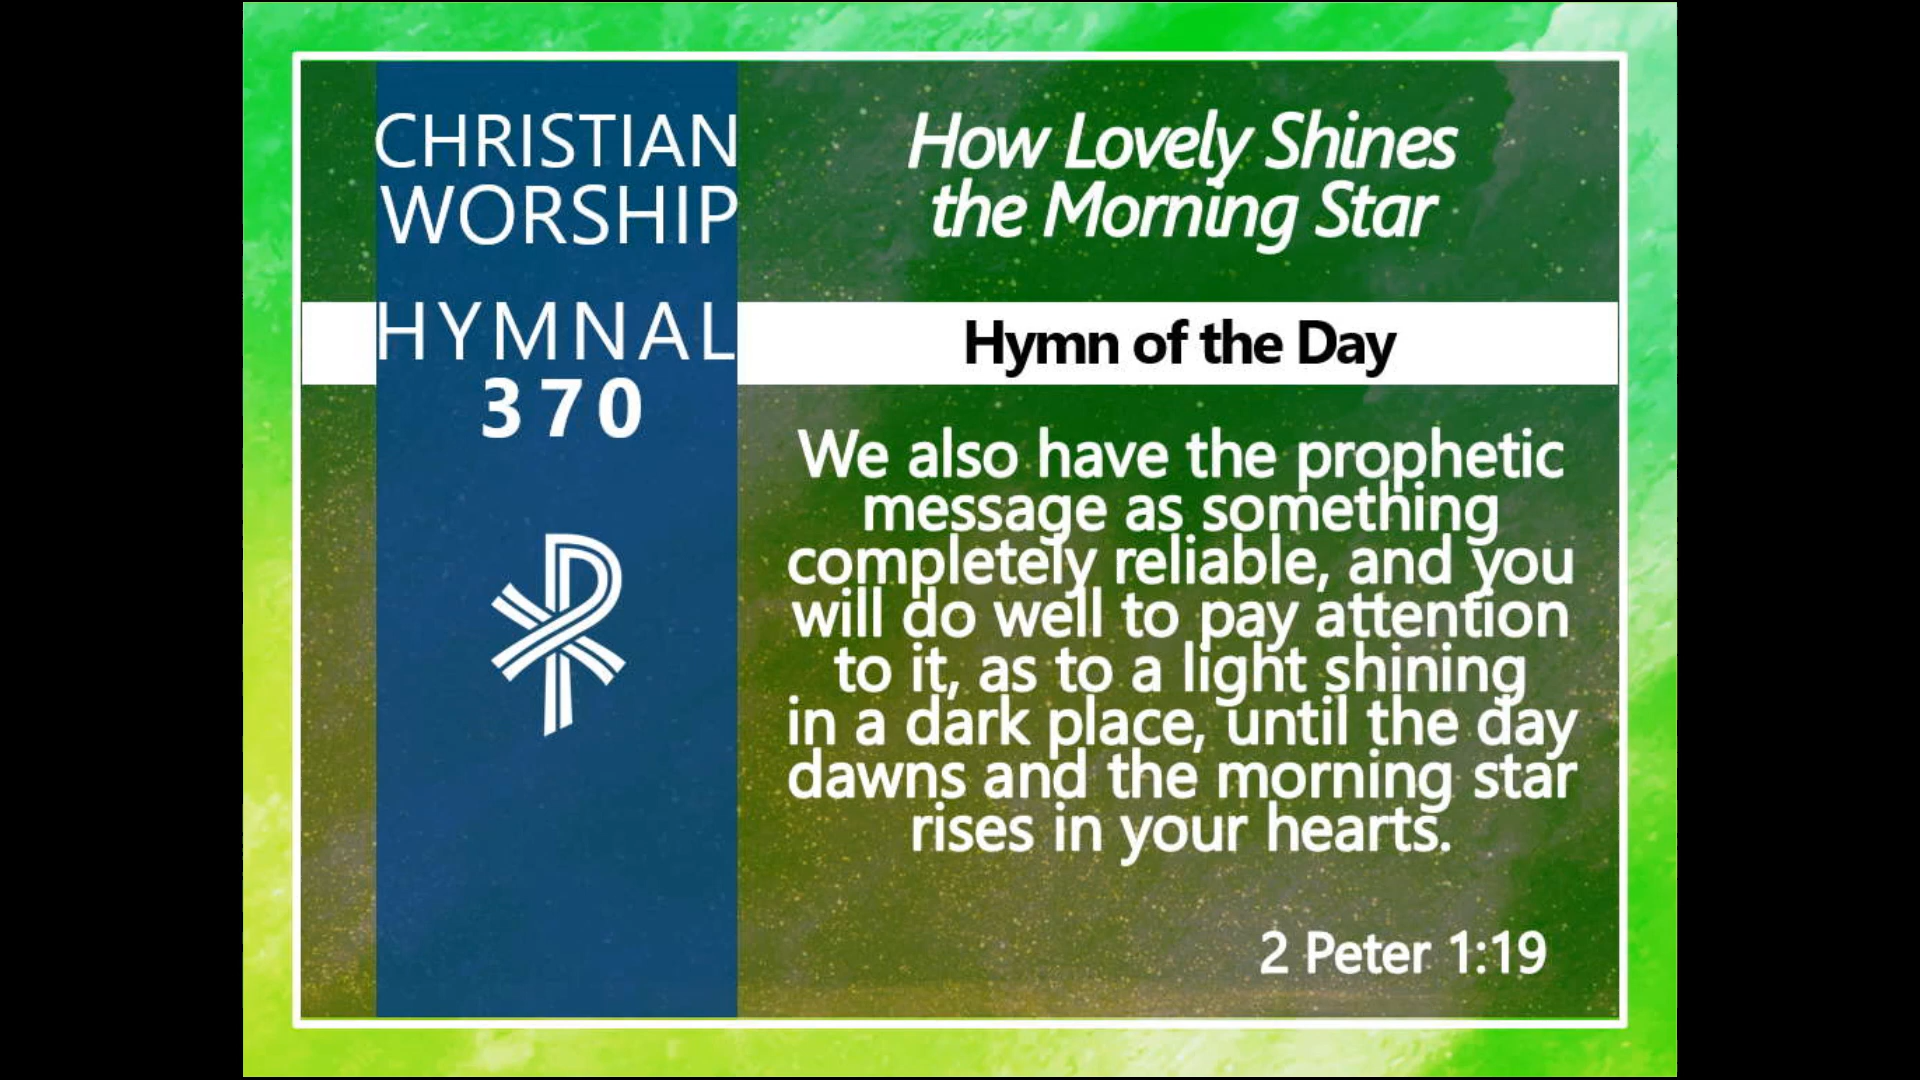 CHRISTIAN
WORSHIP
HYMNAL
370
How Lovely Shines
the Morning Star
Hymn of the Day
We also have the prophetic
message as something
completely reliable, and you
will do well to pay attention
to it, as to a light shining
in a dark place, until the day
dawns and the morning star
rises in your hearts.
2 Peter 1:19